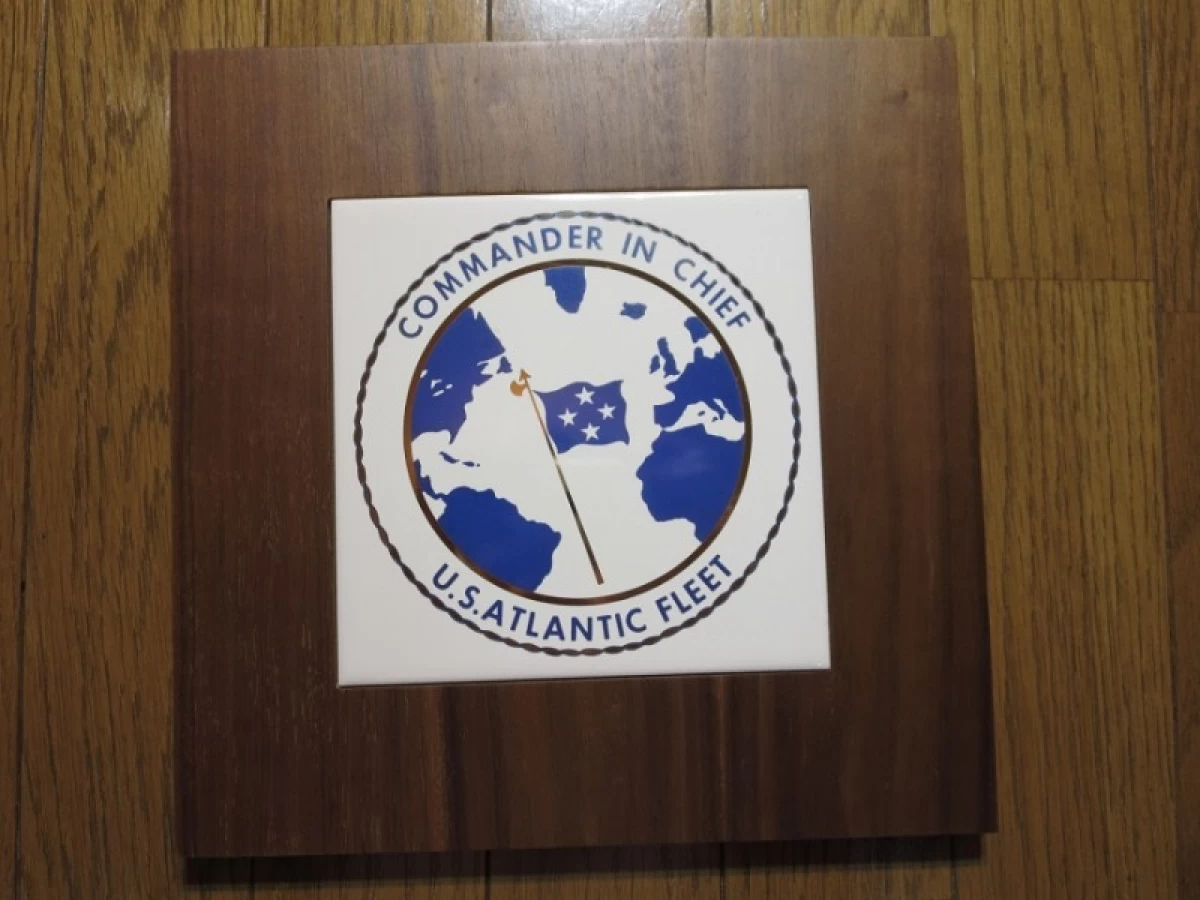 COMMANDER IN CHIEF
U.S.ATLANTIC FLEET